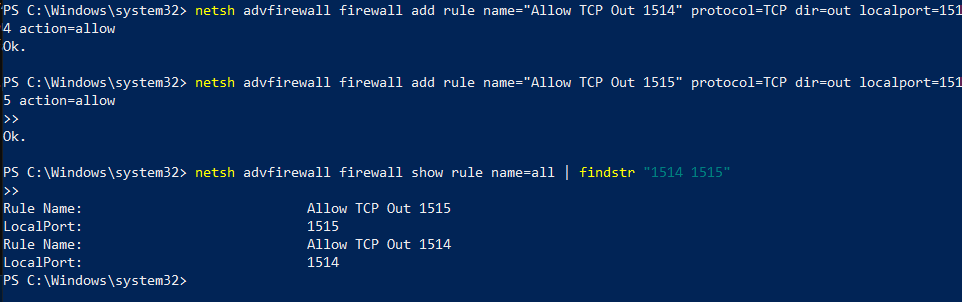 PS C:\Windows\system32> netsh advfirewall firewall add rule name="Allow TCP Out 1514" protocol=TCP dir=out localport=151
4 action=allow
Ok.
PS C:\Windows\system32> netsh advfirewall firewall add rule name="Allow TCP Out 1515" protocol=TCP dir=out localport=151
5 action=allow
>>
Ok.
PS C:\Windows\system32> netsh advfirewall firewall show rule name=all | findstr "1514 1515"
>>
Rule Name: Allow TCP Out 1515
LocalPort: 1515
Rule Name: Allow TCP Out 1514
LocalPort: 1514
PS C:\Windows\system32>